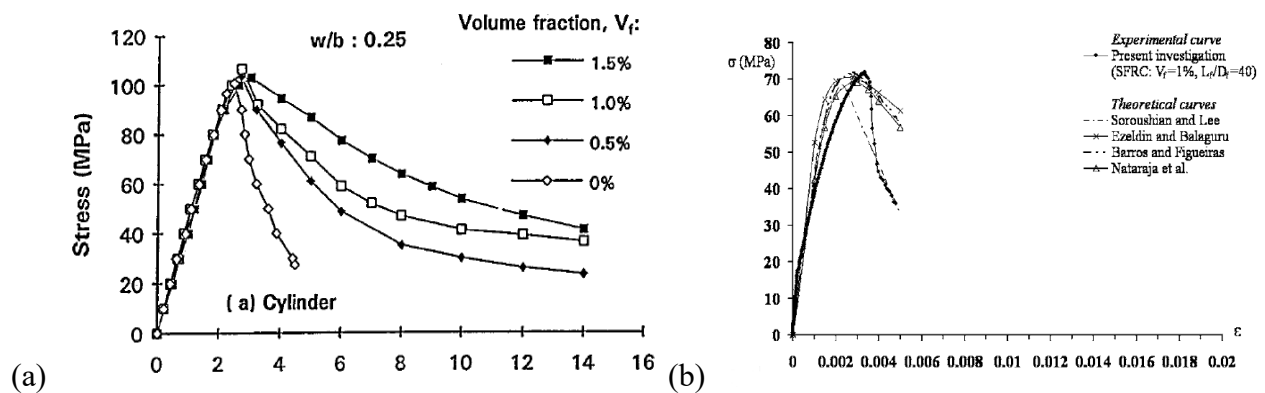 Volume fraction, Vf:
w/b : 0.25
1.5%
1.0%
0.5%
0%
Stress (MPa)
120
100
80
60
40
20
0
( a) Cylinder
0 2 4 6 8 10 12 14 16
(a)
σ (MPa)
80
70
60
50
40
30
20
10
0
Experimental curve
Present investigation
(SFRC: Vf=1%, Lf/Df=40)
Theoretical curves
Soroushian and Lee
Ezeldin and Balaguru
Barros and Figueiras
Nataraja et al.
ε
0 0.002 0.004 0.006 0.008 0.01 0.012 0.014 0.016 0.018 0.02
(b)